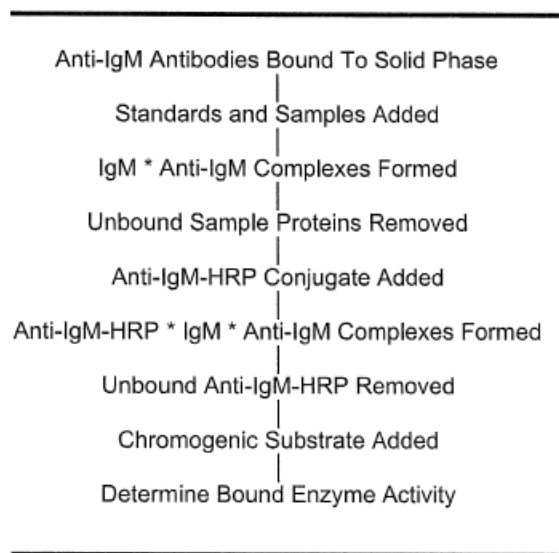 Anti-IgM Antibodies Bound To Solid Phase
Standards and Samples Added
IgM * Anti-IgM Complexes Formed
Unbound Sample Proteins Removed
Anti-IgM-HRP Conjugate Added
Anti-IgM-HRP * IgM * Anti-IgM Complexes Formed
Unbound Anti-IgM-HRP Removed
Chromogenic Substrate Added
Determine Bound Enzyme Activity